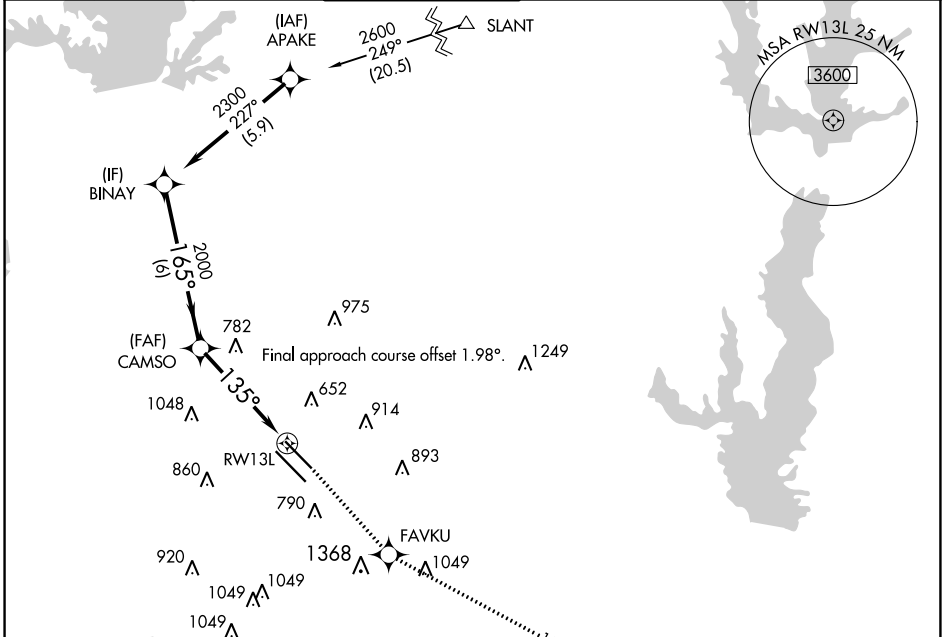 (IAF)
APAKE
2600
249°
(20.5)
SLANT
MSA RW13L 25 NM
3600
2300
227°
(5.9)
(IF)
BINAY
2000
165°
(6)
975
782
(FAF)
CAMSO
Final approach course offset 1.98°.
1249
135°
652
1048
914
RW13L
893
860
790
FAVKU
1368
1049
920
1049
1049
1049